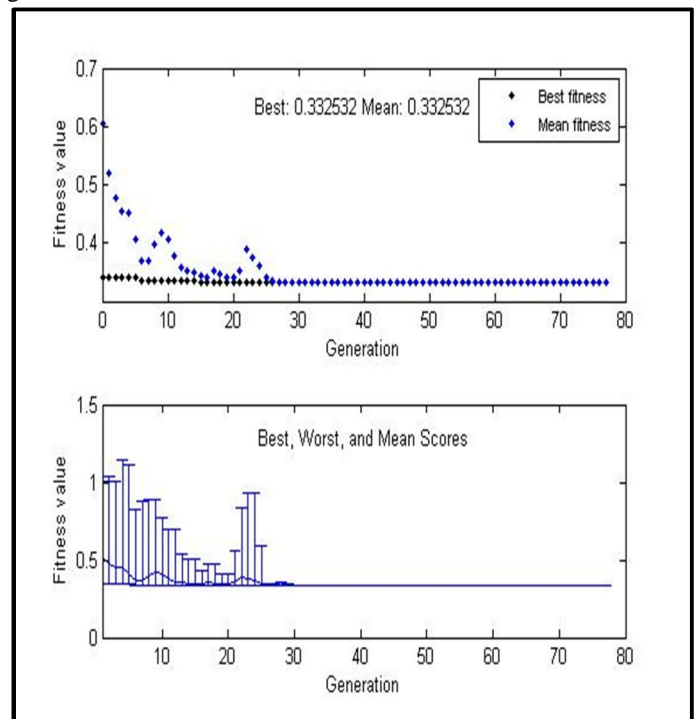 0.7
Best: 0.332532 Mean: 0.332532
Best fitness
Mean fitness
0.6
0.5
0.4
Fitness value
0 10 20 30 40 50 60 70 80
Generation
1.5
Best, Worst, and Mean Scores
1
0.5
0
Fitness value
10 20 30 40 50 60 70 80
Generation